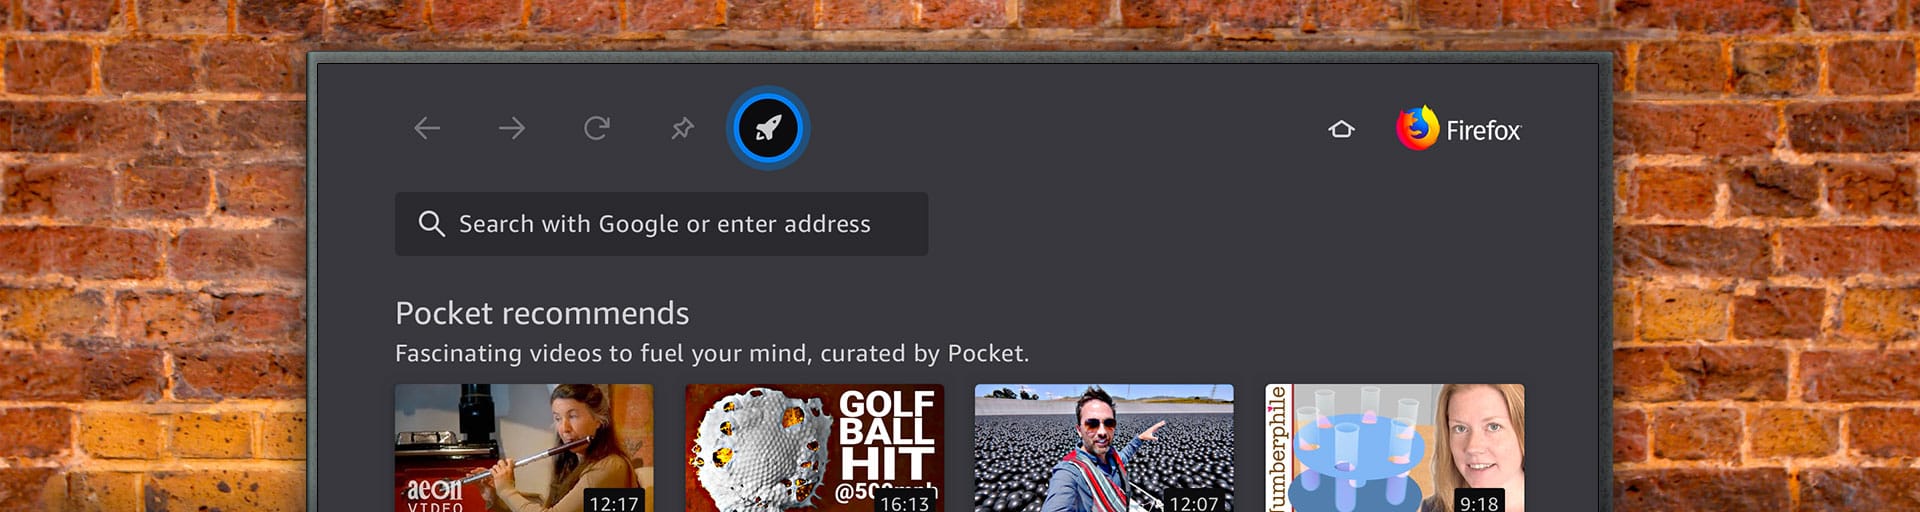 Firefox
Search with Google or enter address
Pocket recommends
Fascinating videos to fuel your mind, curated by Pocket.
aeon
VIDEO
12:17
GOLF
BALL
HIT
16:13
12:07
9:18